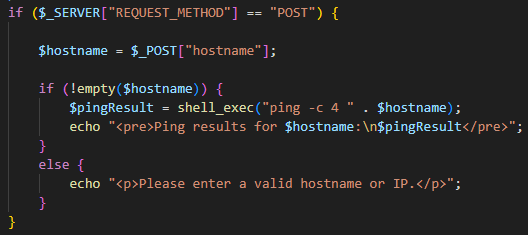 if ($_SERVER["REQUEST_METHOD"] == "POST") {
$hostname = $_POST["hostname"];
if (!empty($hostname)) {
$pingResult = shell_exec("ping -c 4 " . $hostname);
echo "<pre>Ping results for $hostname:\n$pingResult</pre>";
}
else {
echo "<p>Please enter a valid hostname or IP.</p>";
}
}